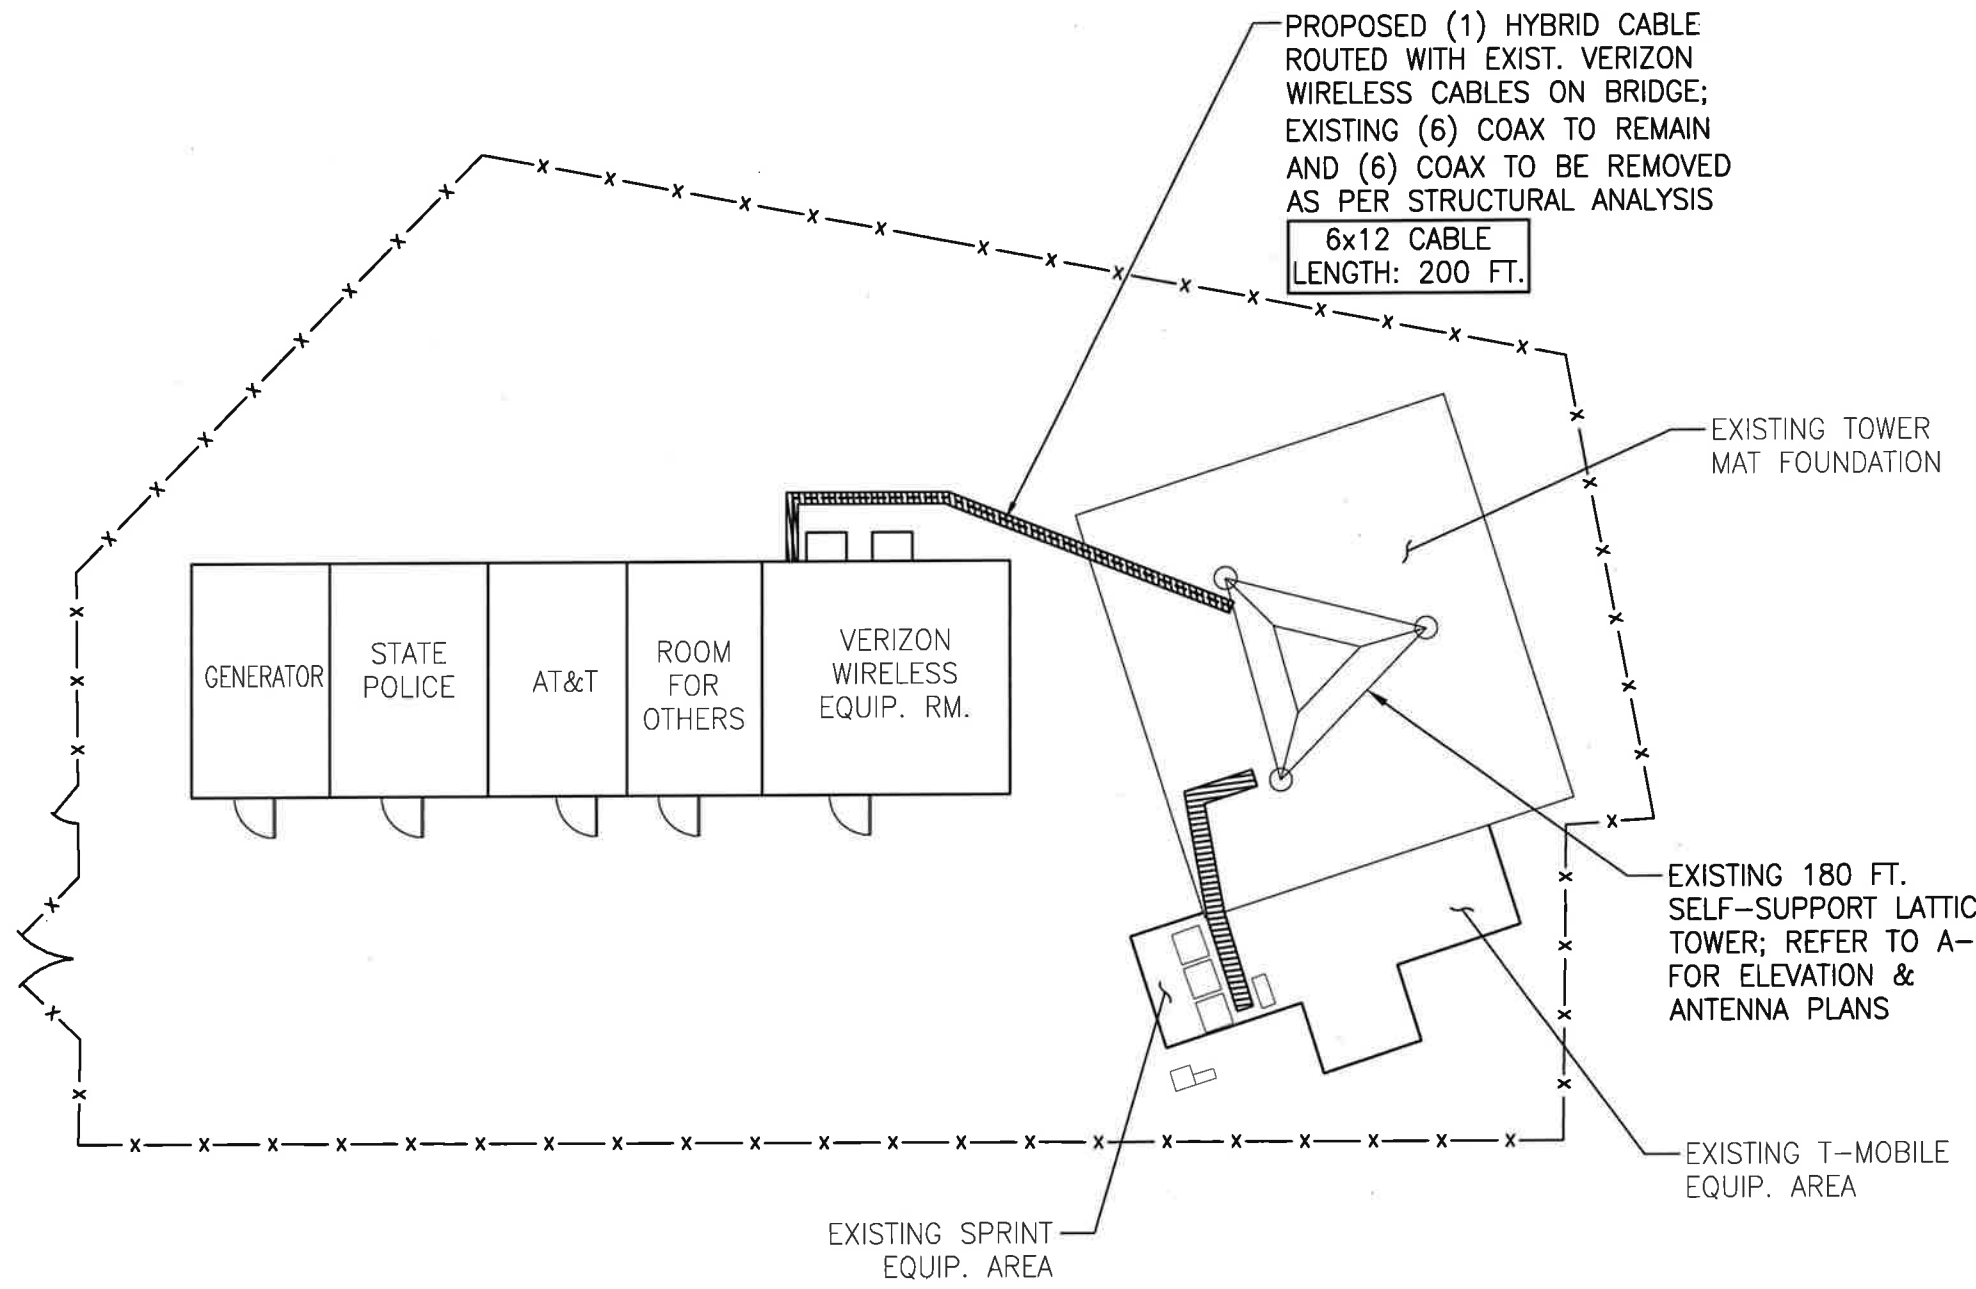 PROPOSED (1) HYBRID CABLE
ROUTED WITH EXIST. VERIZON
WIRELESS CABLES ON BRIDGE;
EXISTING (6) COAX TO REMAIN
AND (6) COAX TO BE REMOVED
AS PER STRUCTURAL ANALYSIS
6x12 CABLE
LENGTH: 200 FT.
EXISTING TOWER
MAT FOUNDATION
GENERATOR
STATE
POLICE
AT&T
ROOM
FOR
OTHERS
VERIZON
WIRELESS
EQUIP. RM.
EXISTING 180 FT.
SELF-SUPPORT LATTIC
TOWER; REFER TO A-
FOR ELEVATION &
ANTENNA PLANS
EXISTING T-MOBILE
EQUIP. AREA
EXISTING SPRINT
EQUIP. AREA